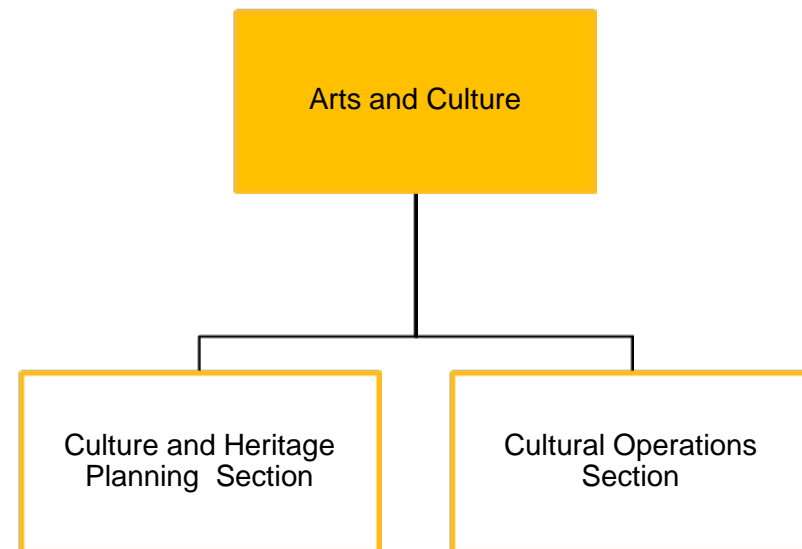 Arts and Culture
Culture and Heritage
Planning  Section
Cultural Operations
Section